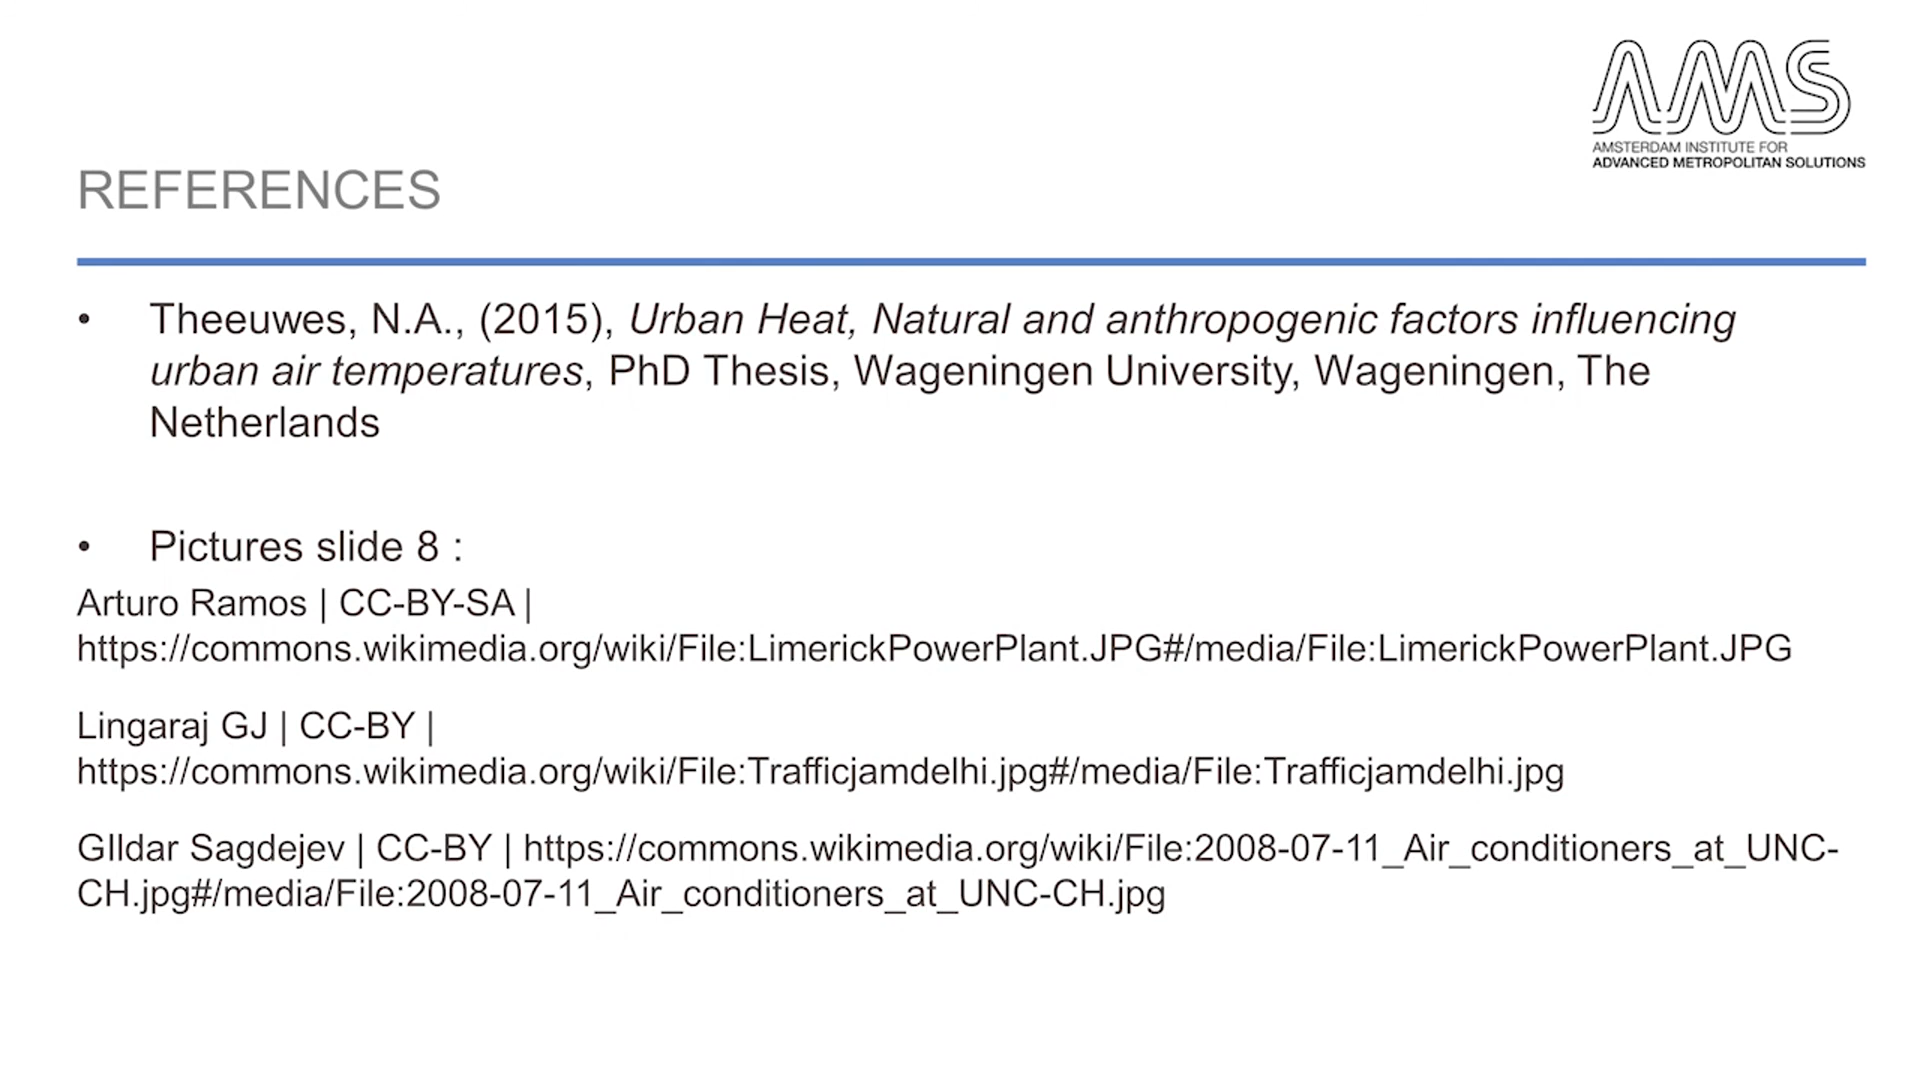 AMS
AMSTERDAM INSTITUTE FOR
ADVANCED METROPOLITAN SOLUTIONS
REFERENCES
• Theeuwes, N.A., (2015), Urban Heat, Natural and anthropogenic factors influencing
urban air temperatures, PhD Thesis, Wageningen University, Wageningen, The
Netherlands
• Pictures slide 8 :
Arturo Ramos | CC-BY-SA |
https://commons.wikimedia.org/wiki/File:LimerickPowerPlant.JPG#/media/File:LimerickPowerPlant.JPG
Lingaraj GJ | CC-BY |
https://commons.wikimedia.org/wiki/File:Trafficjamdelhi.jpg#/media/File:Trafficjamdelhi.jpg
GIldar Sagdejev | CC-BY | https://commons.wikimedia.org/wiki/File:2008-07-11_Air_conditioners_at_UNC-
CH.jpg#/media/File:2008-07-11_Air_conditioners_at_UNC-CH.jpg